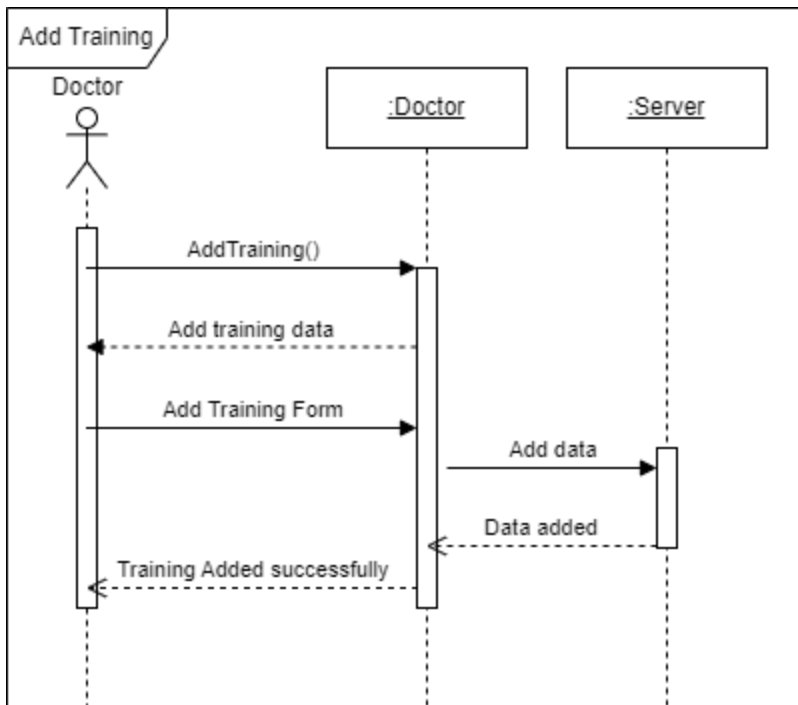 Add Training
Doctor
:Doctor
:Server
AddTraining()
Add training data
Add Training Form
Add data
Data added
Training Added successfully